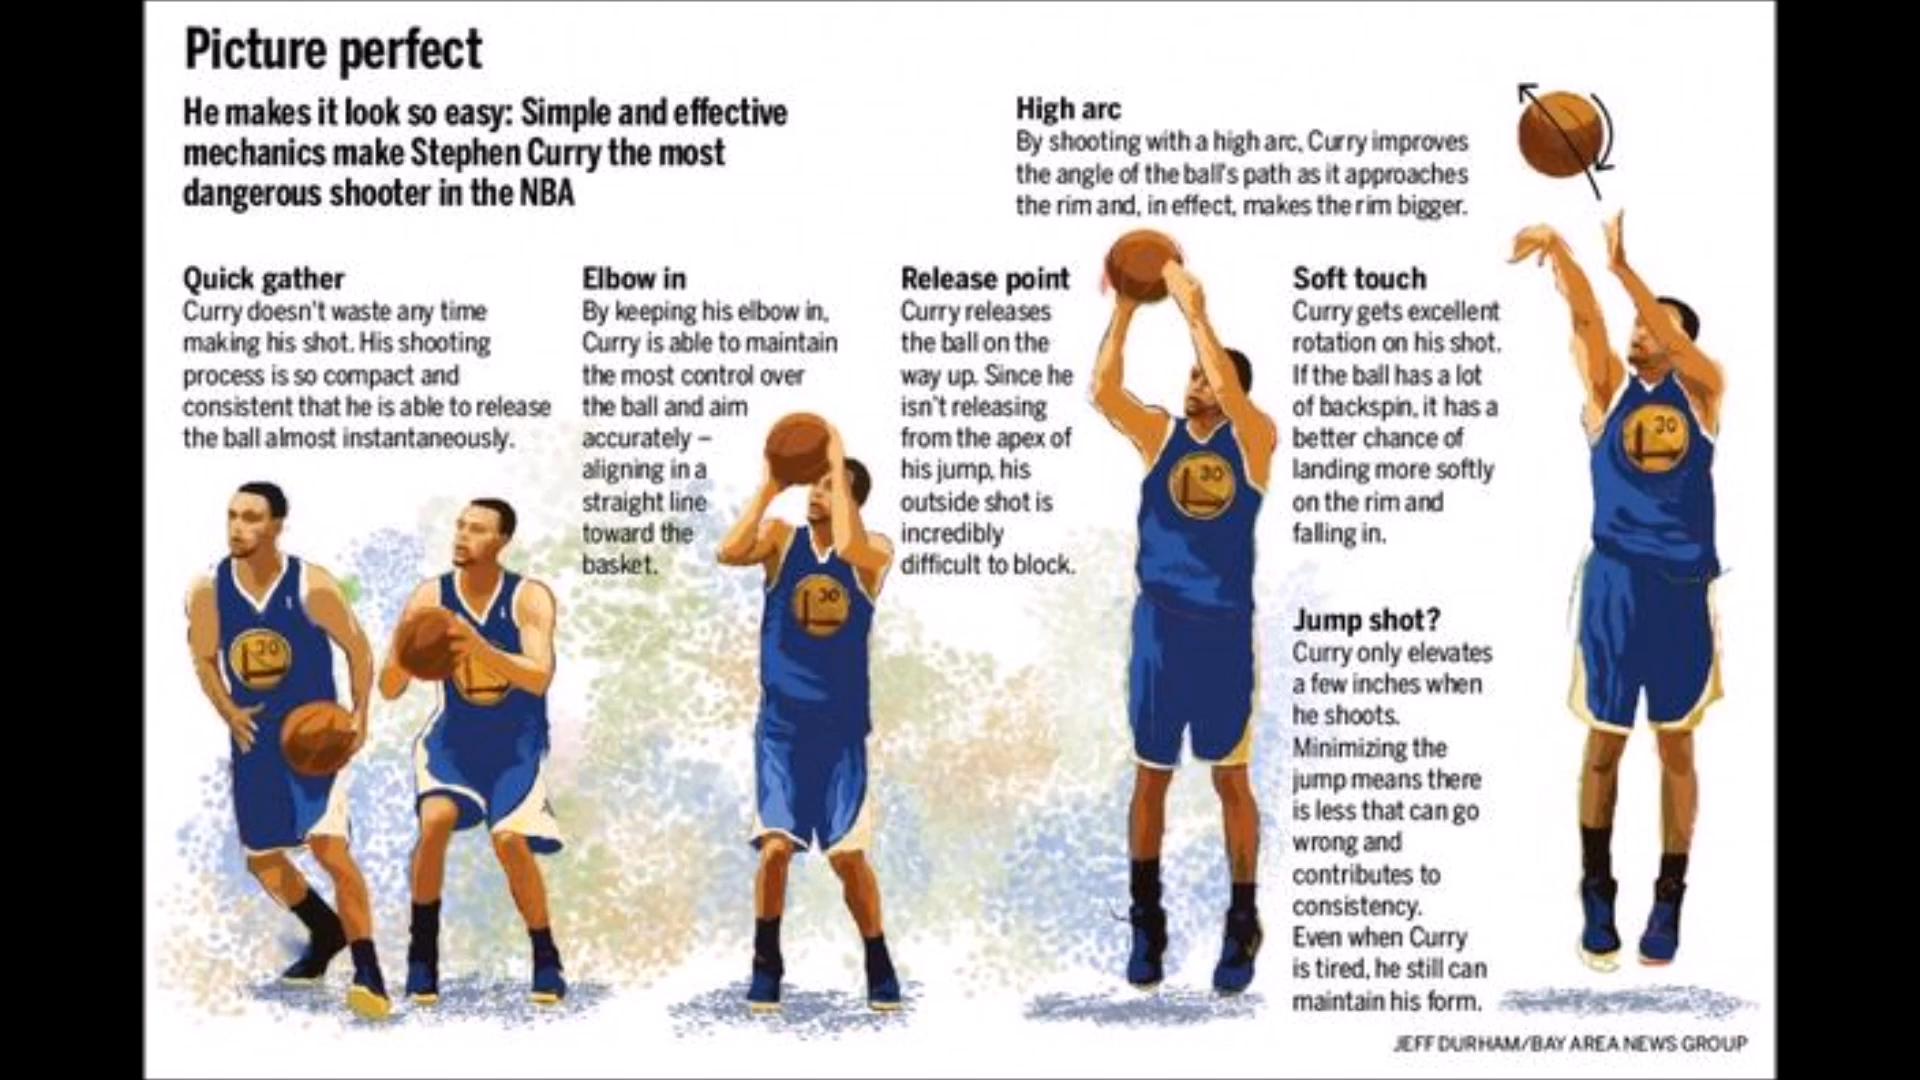 Picture perfect
He makes it look so easy: Simple and effective
mechanics make Stephen Curry the most
dangerous shooter in the NBA
High arc
By shooting with a high arc, Curry improves
the angle of the ball's path as it approaches
the rim and, in effect, makes the rim bigger.
Quick gather
Curry doesn't waste any time
making his shot. His shooting
process is so compact and
consistent that he is able to release
the ball almost instantaneously.
Elbow in
By keeping his elbow in,
Curry is able to maintain
the most control over
the ball and aim
accurately –
aligning in a
straight line
toward the
basket.
Release point
Curry releases
the ball on the
way up. Since he
isn't releasing
from the apex of
his jump, his
outside shot is
incredibly
difficult to block.
Soft touch
Curry gets excellent
rotation on his shot.
If the ball has a lot
of backspin, it has a
better chance of
landing more softly
on the rim and
falling in.
Jump shot?
Curry only elevates
a few inches when
he shoots.
Minimizing the
jump means there
is less that can go
wrong and
contributes to
consistency.
Even when Curry
is tired, he still can
maintain his form.
30
30
30
30
JEFF DURHAM/BAY AREA NEWS GROUP